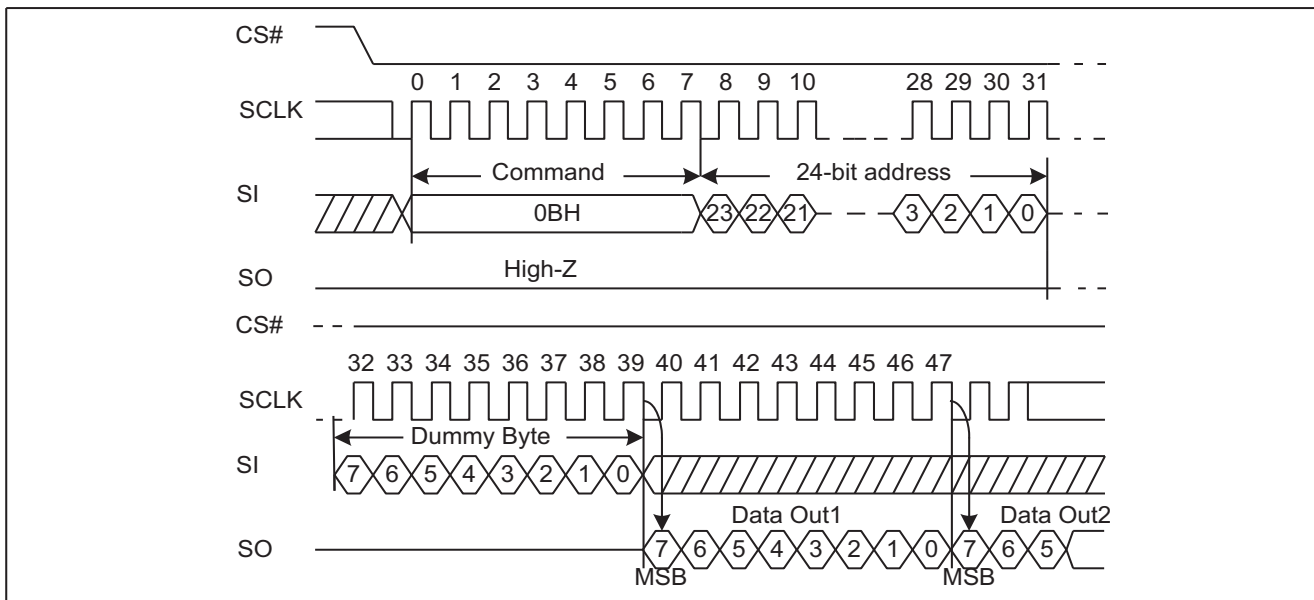 CS#
0 1 2 3 4 5 6 7 8 9 10 28 29 30 31
SCLK
Command 24-bit address
SI
0BH 23 22 21 3 2 1 0
High-Z
SO
CS#
32 33 34 35 36 37 38 39 40 41 42 43 44 45 46 47
SCLK
Dummy Byte
SI
7 6 5 4 3 2 1 0
Data Out1 Data Out2
SO
7 6 5 4 3 2 1 0 7 6 5
MSB MSB